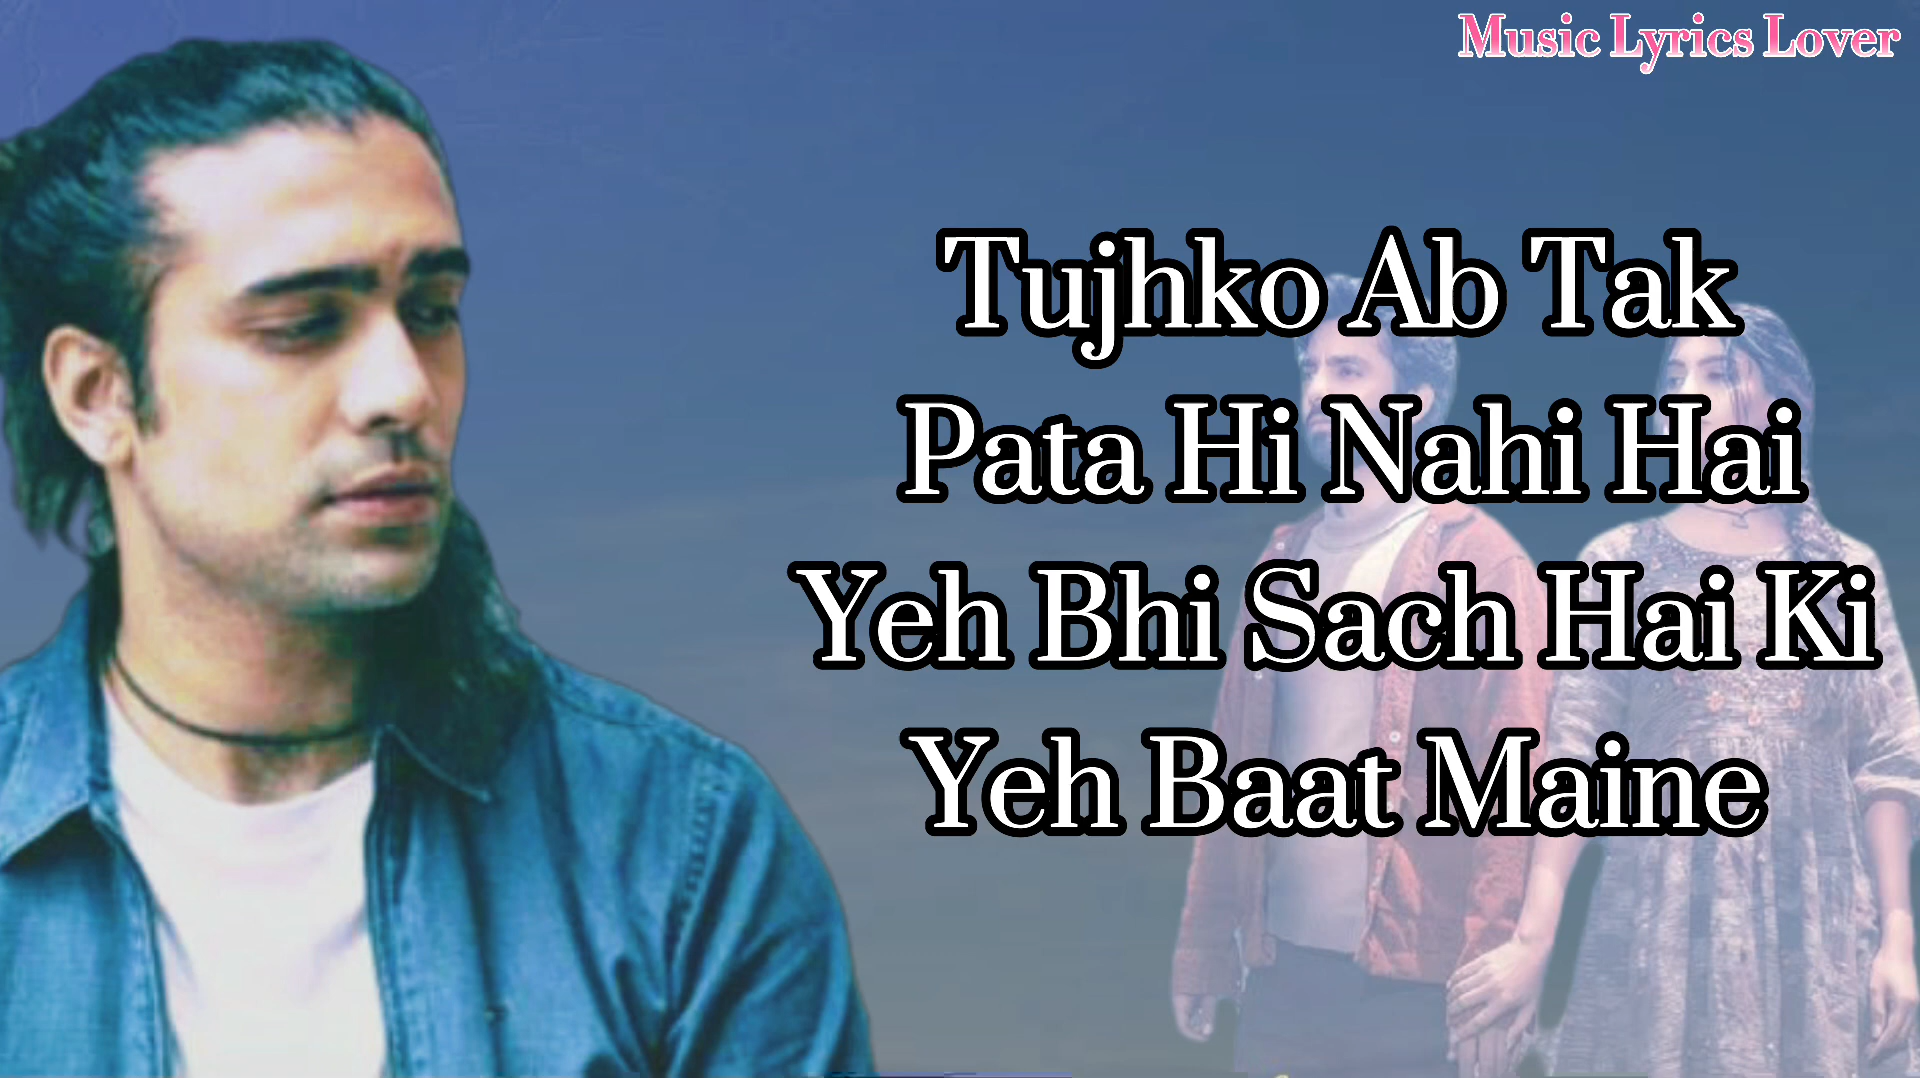 Music Lyrics Lover
Tujhko Ab Tak
Pata Hi Nahi Hai
Yeh Bhi Sach Hai Ki
Yeh Baat Maine